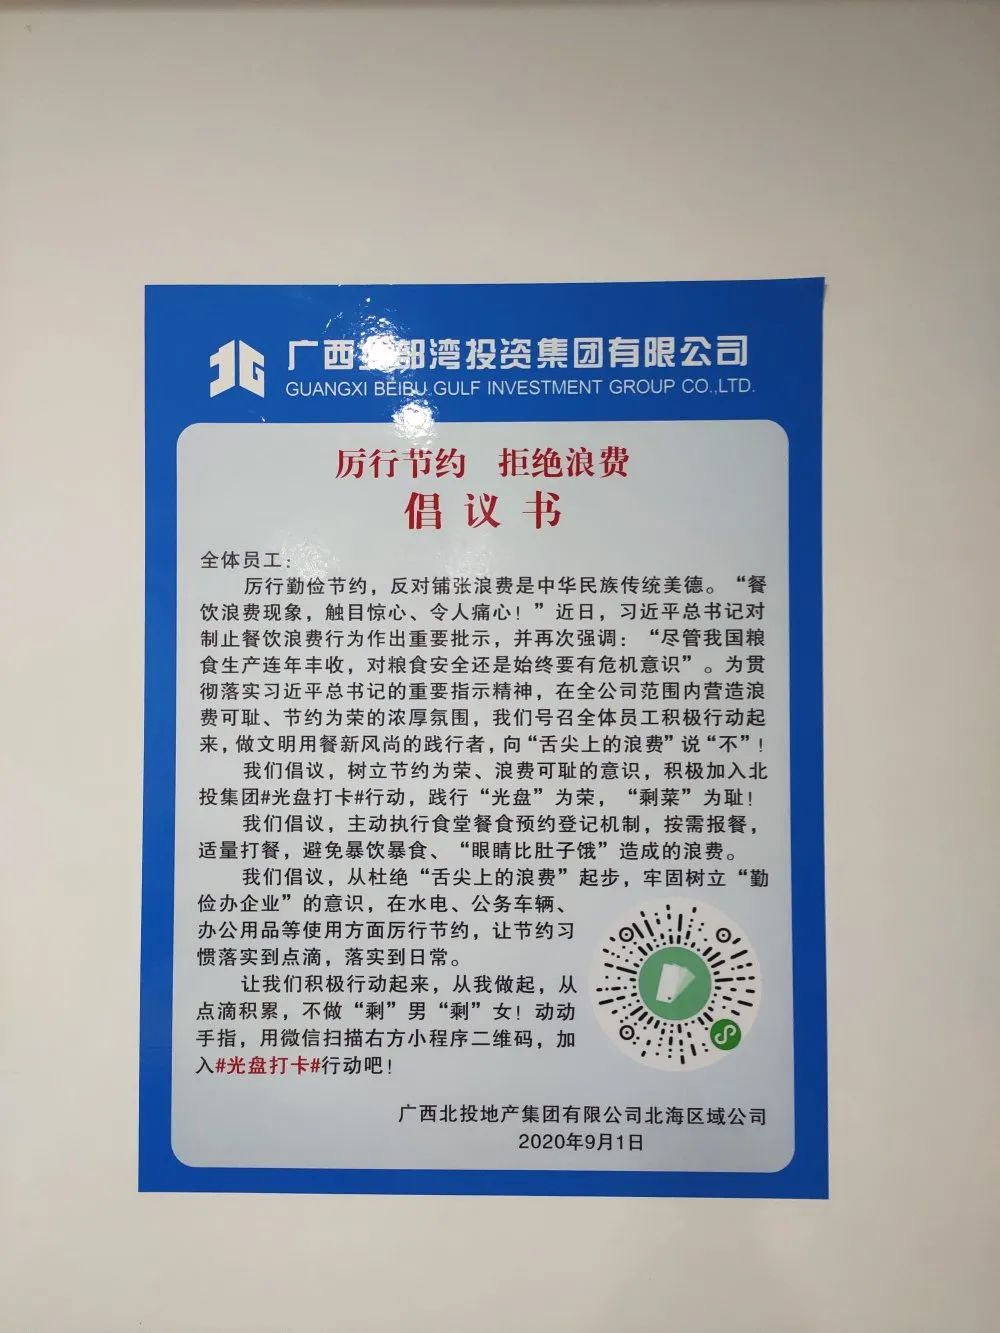 广西北部湾投资集团有限公司
GUANGXI BEIBU GULF INVESTMENT GROUP CO.,LTD.
厉行节约 拒绝浪费
倡议书
全体员工：
厉行勤俭节约，反对铺张浪费是中华民族传统美德。“餐
饮浪费现象，触目惊心、令人痛心！”近日，习近平总书记对
制止餐饮浪费行为作出重要批示，并再次强调：“尽管我国粮
食生产连年丰收，对粮食安全还是始终要有危机意识”。为贯
彻落实习近平总书记的重要指示精神，在全公司范围内营造浪
费可耻、节约为荣的浓厚氛围，我们号召全体员工积极行动起
来，做文明用餐新风尚的践行者，向“舌尖上的浪费”说“不”！
我们倡议，树立节约为荣、浪费可耻的意识，积极加入北
投集团#光盘打卡#行动，践行“光盘”为荣，“剩菜”为耻！
我们倡议，主动执行食堂餐食预约登记机制，按需报餐，
适量打餐，避免暴饮暴食、“眼睛比肚子饿”造成的浪费。
我们倡议，从杜绝“舌尖上的浪费”起步，牢固树立“勤
俭办企业”的意识，在水电、公务车辆、
办公用品等使用方面厉行节约，让节约习
惯落实到点滴，落实到日常。
让我们积极行动起来，从我做起，从
点滴积累，不做“剩”男“剩”女！动动
手指，用微信扫描右方小程序二维码，加
入#光盘打卡#行动吧！
广西北投地产集团有限公司北海区域公司
2020年9月1日